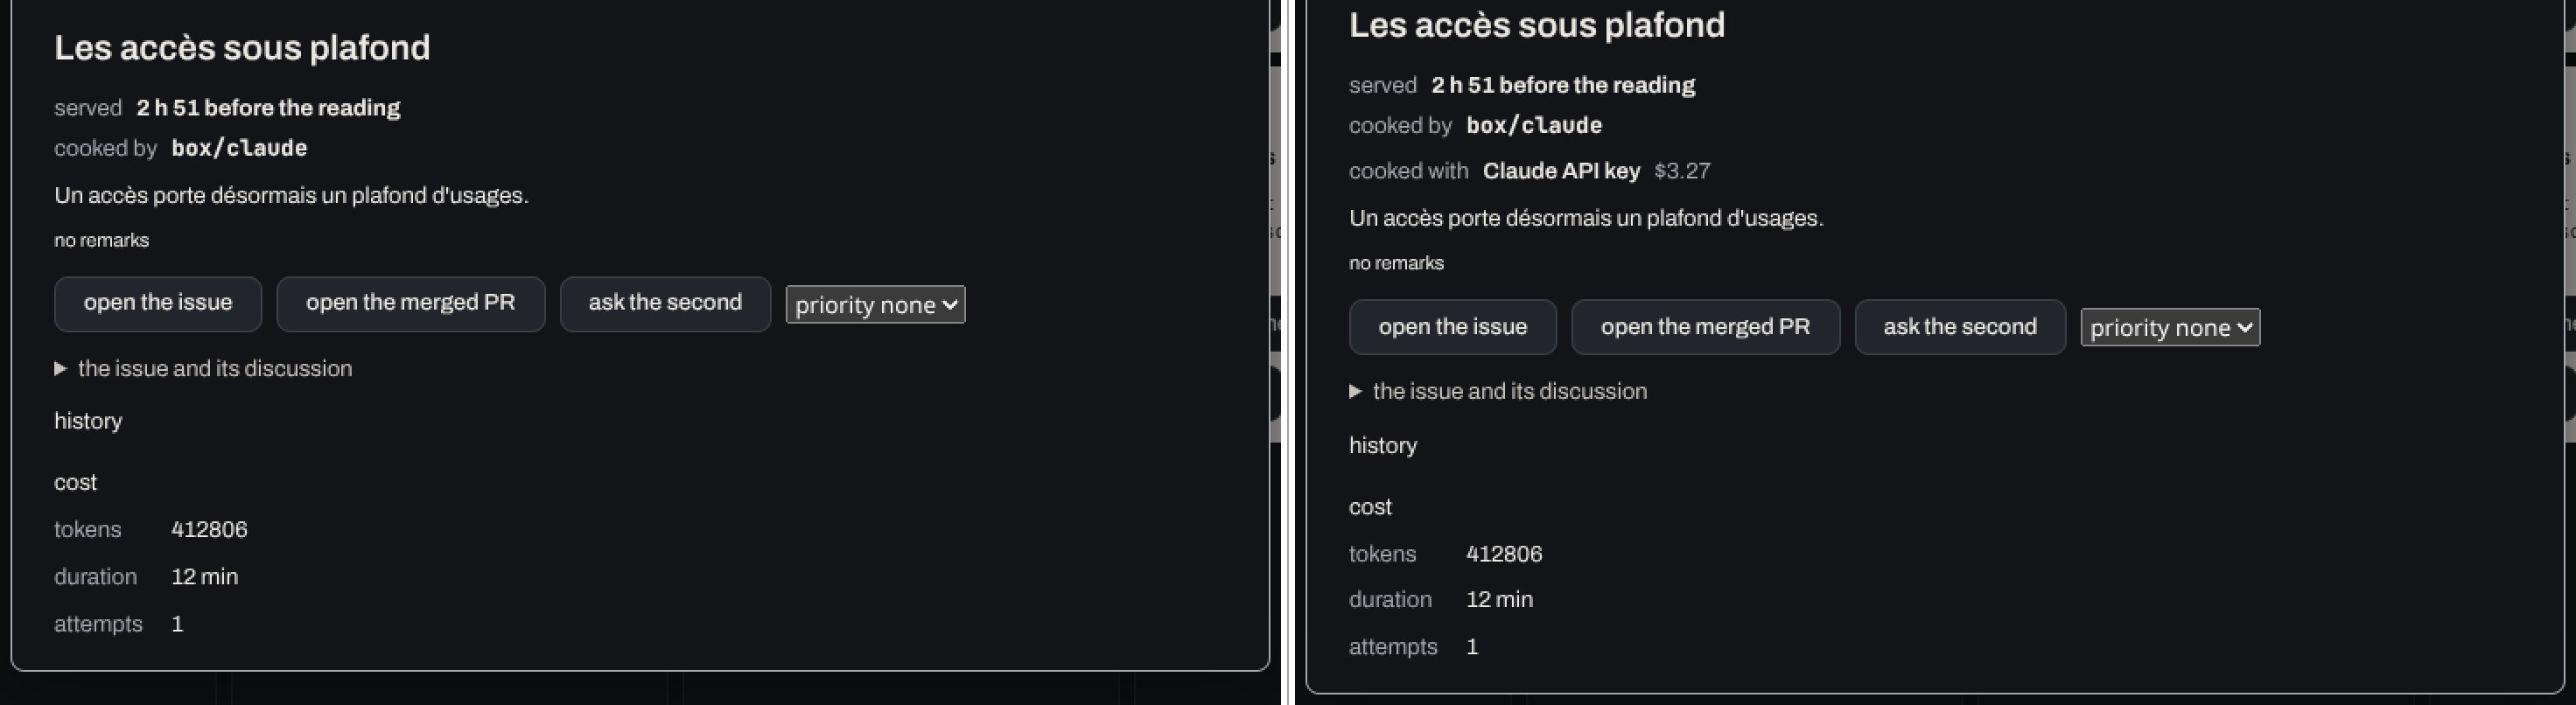 Les accès sous plafond
served 2 h 51 before the reading
cooked by box/claude
Un accès porte désormais un plafond d'usages.
no remarks
open the issue open the merged PR ask the second priority none
the issue and its discussion
history
cost
tokens 412806
duration 12 min
attempts 1
Les accès sous plafond
served 2 h 51 before the reading
cooked by box/claude
cooked with Claude API key $3.27
Un accès porte désormais un plafond d'usages.
no remarks
open the issue open the merged PR ask the second priority none
the issue and its discussion
history
cost
tokens 412806
duration 12 min
attempts 1